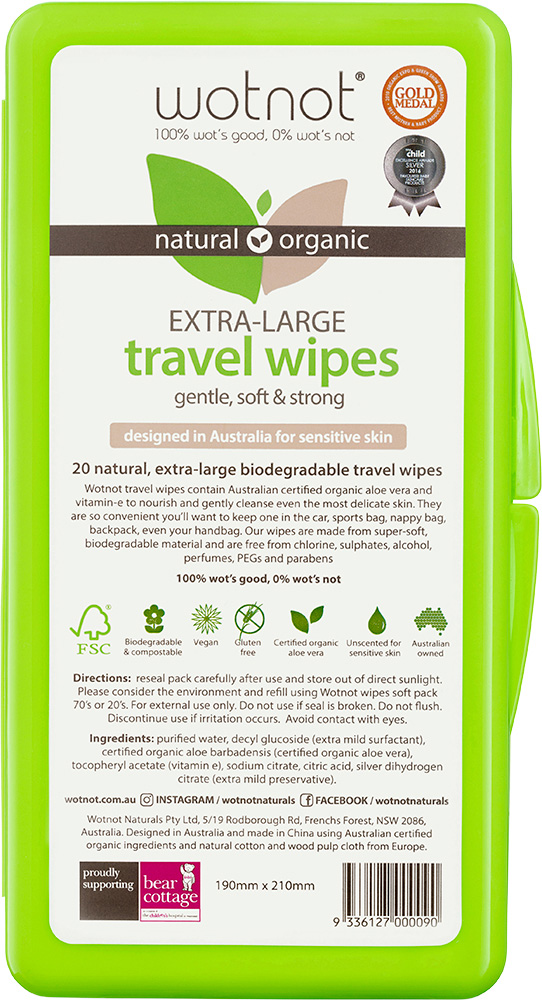 wotnot®
100% wot's good, 0% wot's not
GOLD
MEDAL
child
SILVER
2016
natural organic
EXTRA-LARGE
travel wipes
gentle, soft & strong
designed in Australia for sensitive skin
20 natural, extra-large biodegradable travel wipes
Wotnot travel wipes contain Australian certified organic aloe vera and
vitamin-e to nourish and gently cleanse even the most delicate skin. They
are so convenient you'll want to keep one in the car, sports bag, nappy bag,
backpack, even your handbag. Our wipes are made from super-soft,
biodegradable material and are free from chlorine, sulphates, alcohol,
perfumes, PEGs and parabens
100% wot's good, 0% wot's not
FSC®
Biodegradable
& compostable
Vegan
Gluten
free
Certified organic
aloe vera
Unscented for
sensitive skin
Australian
owned
Directions: reseal pack carefully after use and store out of direct sunlight.
Please consider the environment and refill using Wotnot wipes soft pack
70's or 20's. For external use only. Do not use if seal is broken. Do not flush.
Discontinue use if irritation occurs. Avoid contact with eyes.
Ingredients: purified water, decyl glucoside (extra mild surfactant),
certified organic aloe barbadensis (certified organic aloe vera),
tocopheryl acetate (vitamin e), sodium citrate, citric acid, silver dihydrogen
citrate (extra mild preservative).
wotnot.com.au INSTAGRAM / wotnotnaturals FACEBOOK / wotnotnaturals
Wotnot Naturals Pty Ltd, 5/19 Rodborough Rd, Frenchs Forest, NSW 2086,
Australia. Designed in Australia and made in China using Australian certified
organic ingredients and natural cotton and wood pulp cloth from Europe.
proudly
supporting
bear
cottage
190mm x 210mm
9 336127 000090